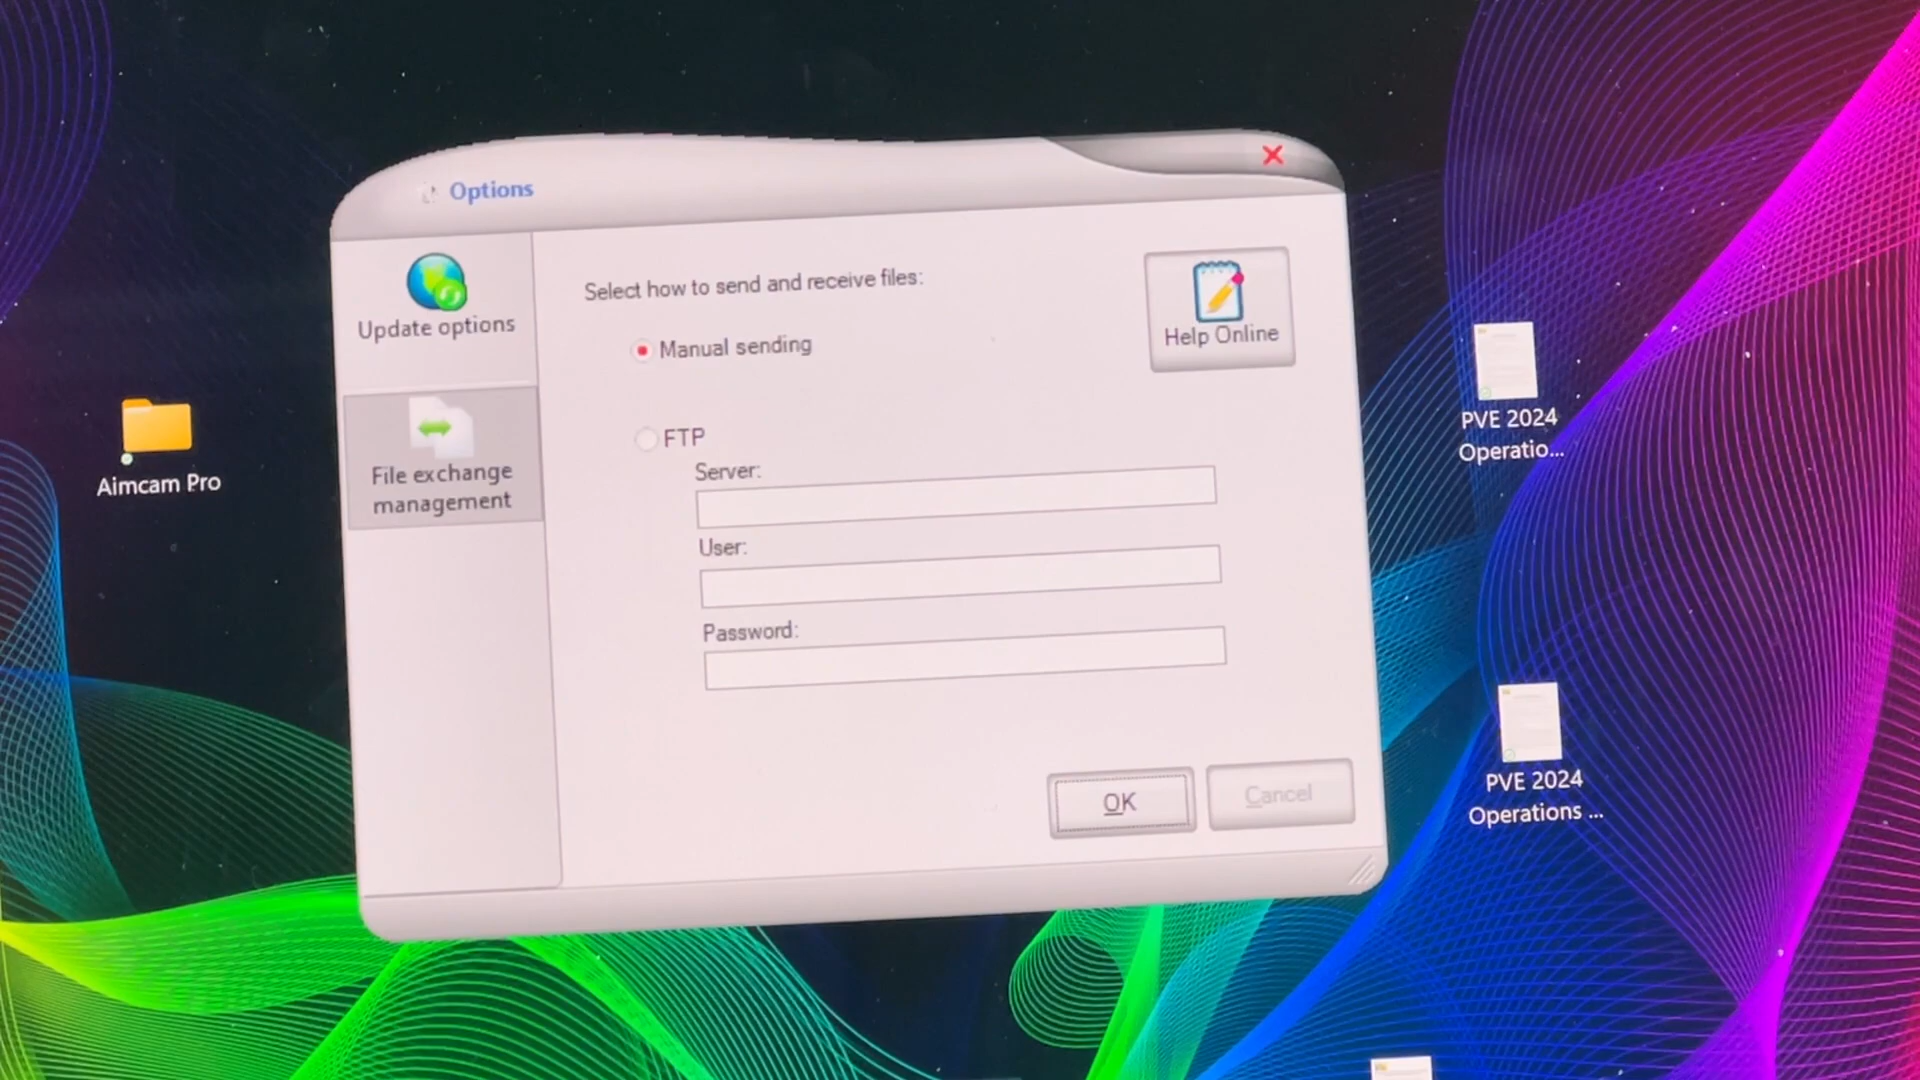 Options
Update options
File exchange
management
Select how to send and receive files:
Help Online
Manual sending
FTP
Server:
User:
Password:
OK
Cancel
Aimcam Pro
PVE 2024
Operatio...
PVE 2024
Operations ...